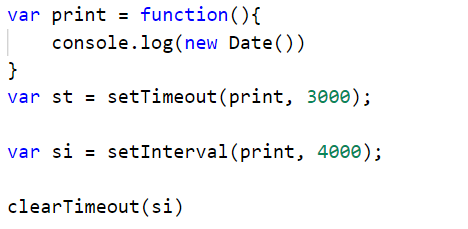 var print = function(){
    console.log(new Date())
}
var st = setTimeout(print, 3000);
var si = setInterval(print, 4000);
clearTimeout(si)